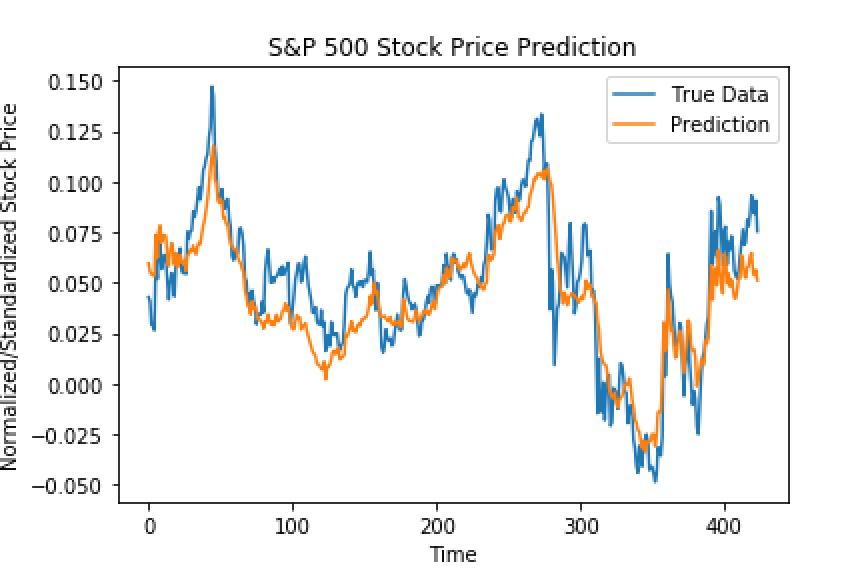 S&P 500 Stock Price Prediction
True Data
Prediction
Normalized/Standardized Stock Price
0.150
0.125
0.100
0.075
0.050
0.025
0.000
−0.025
−0.050
0 100 200 300 400
Time